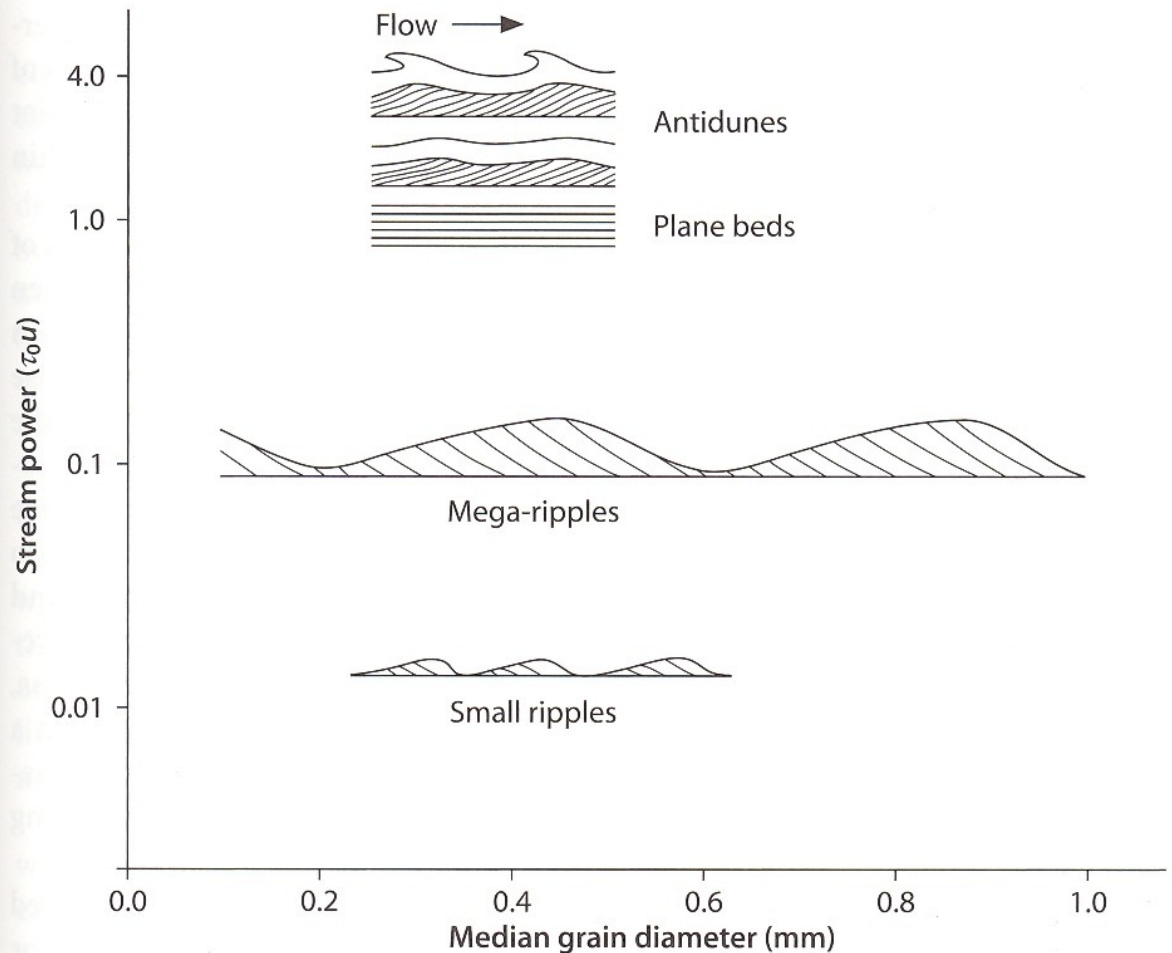 Flow
4.0
Antidunes
1.0
Plane beds
Stream power (τ₀u)
0.1
Mega-ripples
0.01
Small ripples
0.0 0.2 0.4 0.6 0.8 1.0
Median grain diameter (mm)